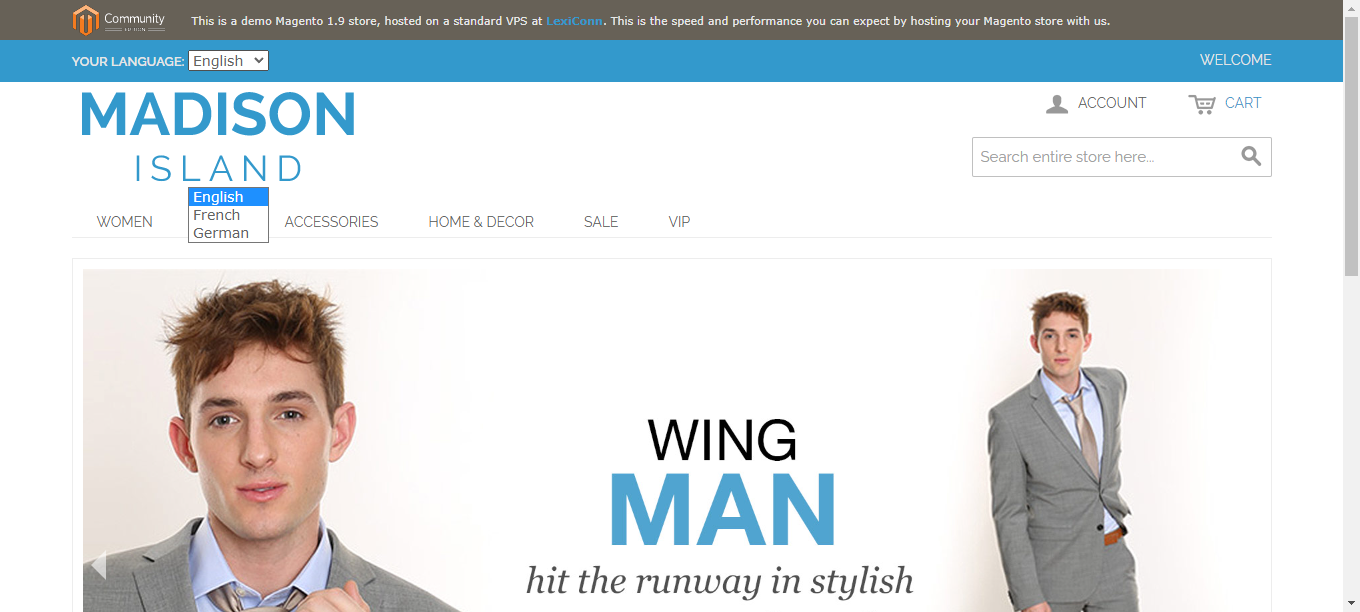 Community
EDITION
This is a demo Magento 1.9 store, hosted on a standard VPS at LexiConn. This is the speed and performance you can expect by hosting your Magento store with us.
YOUR LANGUAGE: English
WELCOME
MADISON
ISLAND
ACCOUNT
CART
Search entire store here...
English
French
German
WOMEN
ACCESSORIES
HOME & DECOR
SALE
VIP
WING
MAN
hit the runway in stylish